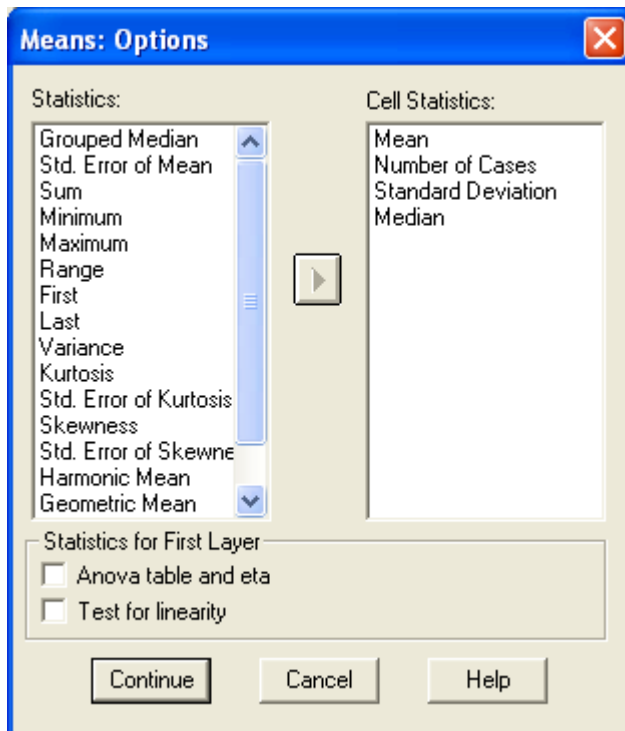 Means: Options
Statistics:
Grouped Median
Std. Error of Mean
Sum
Minimum
Maximum
Range
First
Last
Variance
Kurtosis
Std. Error of Kurtosis
Skewness
Std. Error of Skewne
Harmonic Mean
Geometric Mean
Cell Statistics:
Mean
Number of Cases
Standard Deviation
Median
Statistics for First Layer
Anova table and eta
Test for linearity
Continue
Cancel
Help